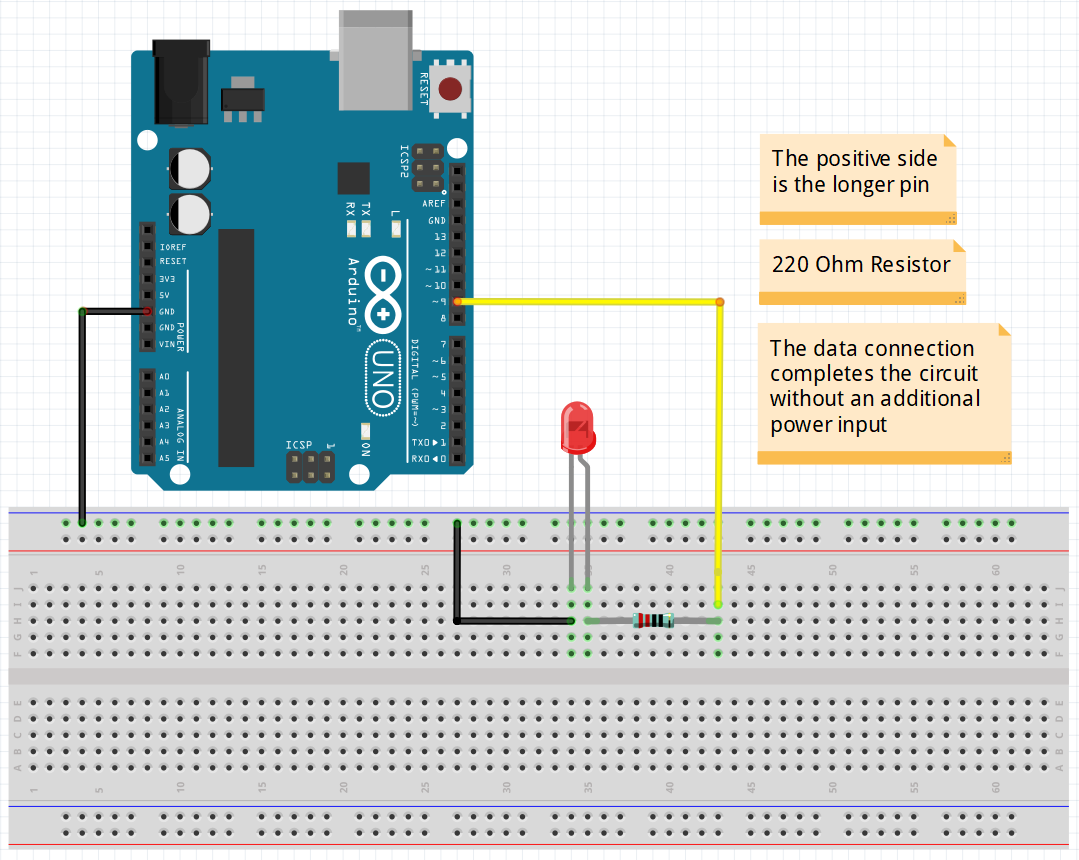 RESET
ICSP2
AREF
GND
13
12
~11
~10
~9
8
7
~6
~5
4
~3
2
TX0▶1
RX0◀0
RX
TX
L
IOREF
RESET
3V3
5V
GND
GND
VIN
POWER
A0
A1
A2
A3
A4
A5
ANALOG IN
Arduino™
UNO
DIGITAL (PWM=~)
ICSP
1
ON
The positive side
is the longer pin
220 Ohm Resistor
The data connection
completes the circuit
without an additional
power input
1 5 10 15 20 25 30 35 40 45 50 55 60
J J
I I
H H
G G
F F
E E
D D
C C
B B
A A
1 5 10 15 20 25 30 35 40 45 50 55 60